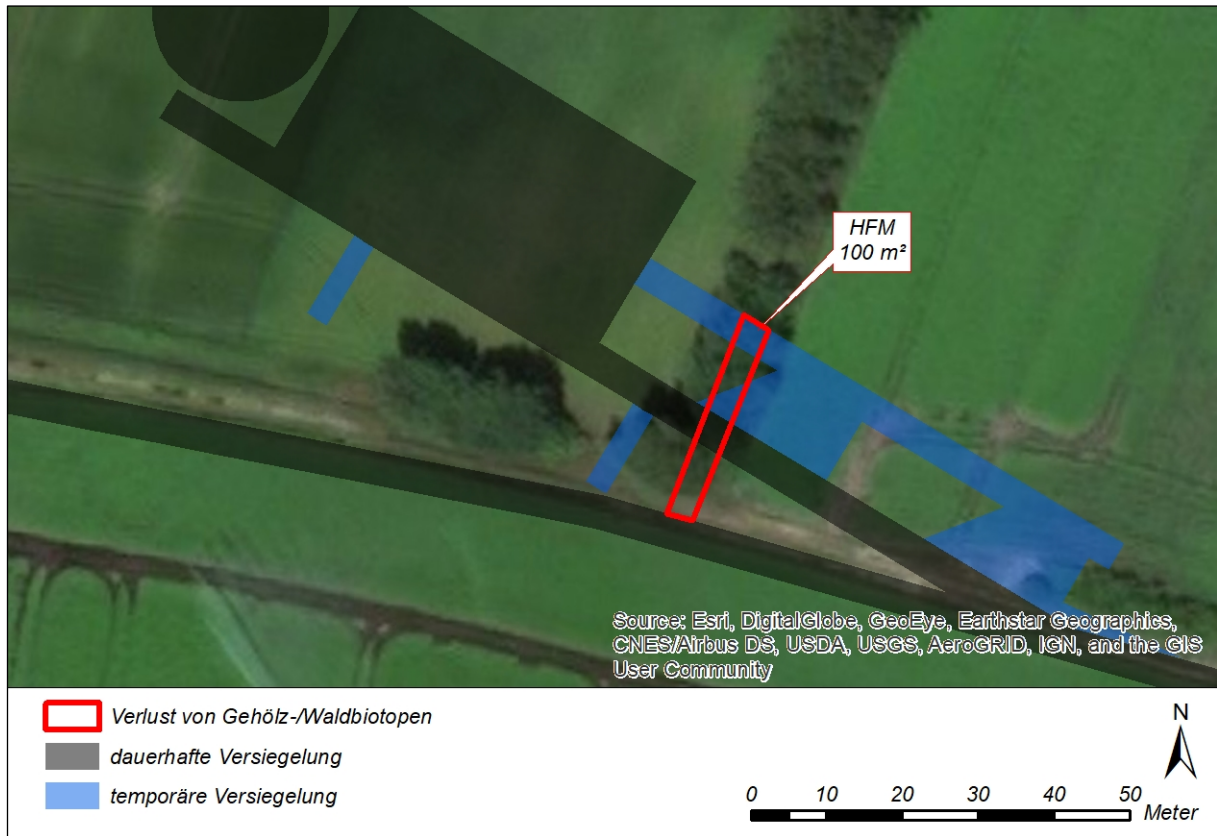 HFM
100 m²
Source: Esri, DigitalGlobe, GeoEye, Earthstar Geographics,
CNES/Airbus DS, USDA, USGS, AeroGRID, IGN, and the GIS
User Community
Verlust von Gehölz-/Waldbiotopen
dauerhafte Versiegelung
temporäre Versiegelung
N
0 10 20 30 40 50
Meter